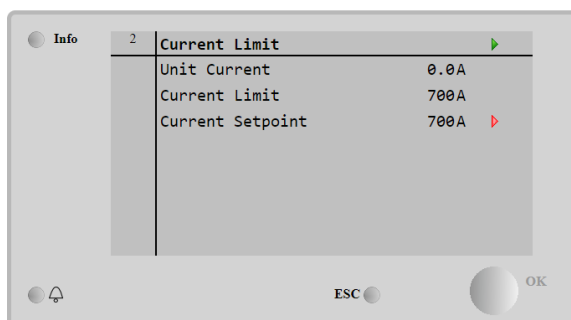 Info
2 Current Limit
Unit Current 0.0A
Current Limit 700A
Current Setpoint 700A
ESC
OK